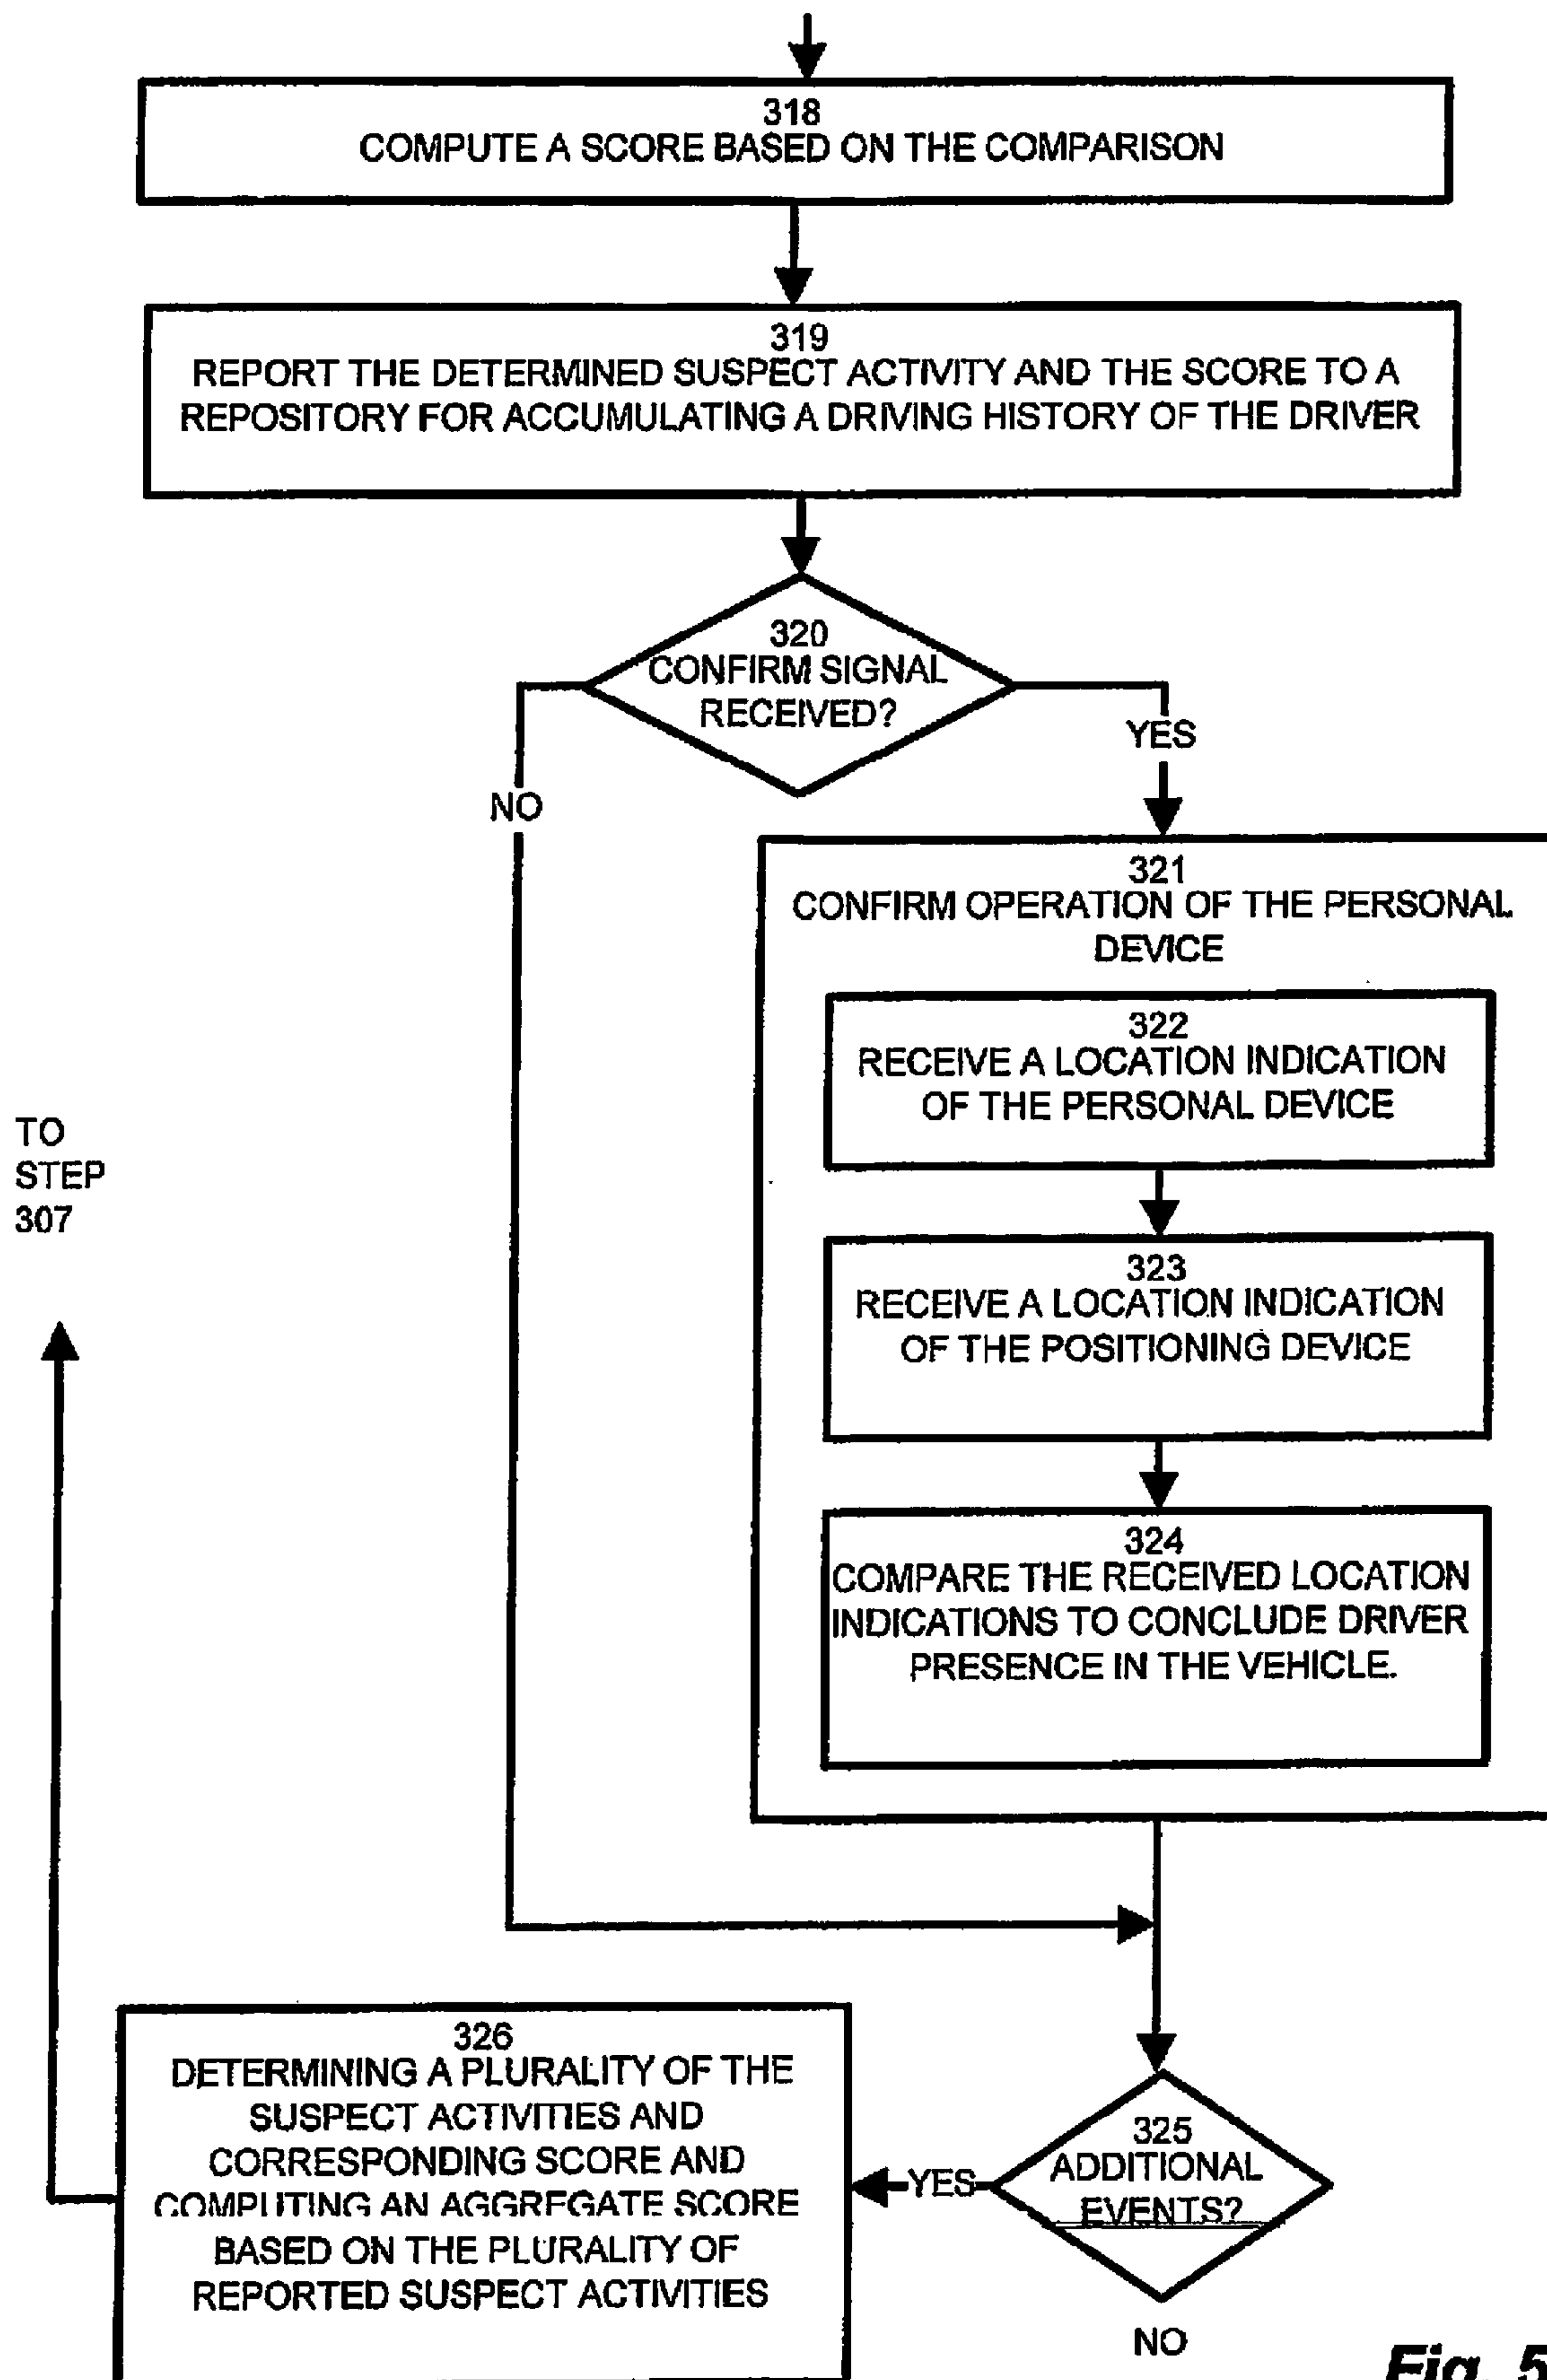 318
COMPUTE A SCORE BASED ON THE COMPARISON
319
REPORT THE DETERMINED SUSPECT ACTIVITY AND THE SCORE TO A
REPOSITORY FOR ACCUMULATING A DRIVING HISTORY OF THE DRIVER
320
CONFIRM SIGNAL
RECEIVED?
YES
NO
321
CONFIRM OPERATION OF THE PERSONAL
DEVICE
322
RECEIVE A LOCATION INDICATION
OF THE PERSONAL DEVICE
TO
STEP
307
323
RECEIVE A LOCATION INDICATION
OF THE POSITIONING DEVICE
324
COMPARE THE RECEIVED LOCATION
INDICATIONS TO CONCLUDE DRIVER
PRESENCE IN THE VEHICLE.
326
DETERMINING A PLURALITY OF THE
SUSPECT ACTIVITIES AND
CORRESPONDING SCORE AND
COMPUTING AN AGGREGATE SCORE
BASED ON THE PLURALITY OF
REPORTED SUSPECT ACTIVITIES
YES
325
ADDITIONAL
EVENTS?
NO
Fig. 5